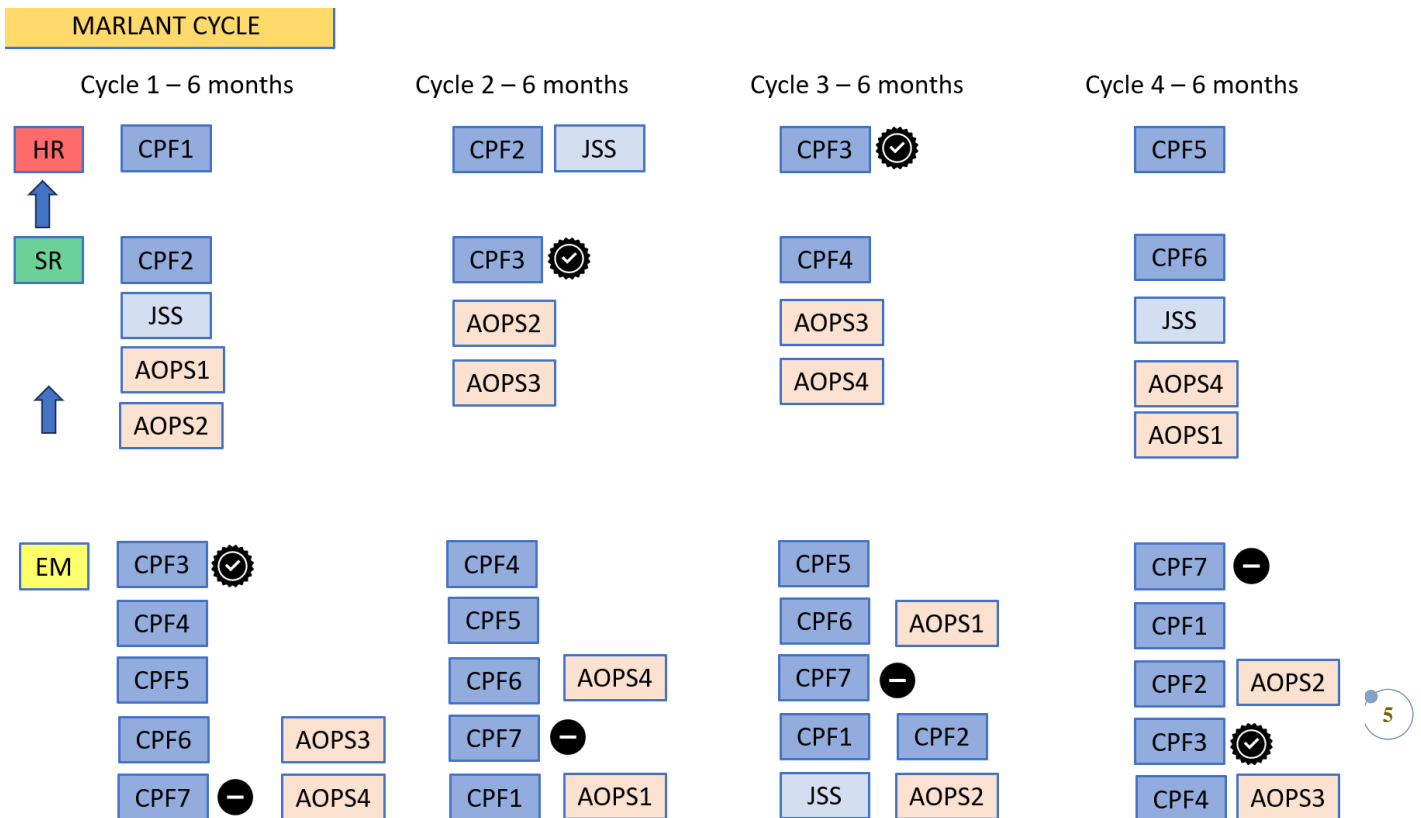 MARLANT CYCLE
Cycle 1 – 6 months
Cycle 2 – 6 months
Cycle 3 – 6 months
Cycle 4 – 6 months
HR
CPF1
CPF2
JSS
CPF3
CPF5
SR
CPF2
JSS
AOPS1
AOPS2
CPF3
AOPS2
AOPS3
CPF4
AOPS3
AOPS4
CPF6
JSS
AOPS4
AOPS1
EM
CPF3
CPF4
CPF5
CPF6
AOPS3
CPF7
AOPS4
CPF4
CPF5
CPF6
AOPS4
CPF7
CPF1
AOPS1
CPF5
CPF6
AOPS1
CPF7
CPF1
CPF2
JSS
AOPS2
CPF7
CPF1
CPF2
AOPS2
CPF3
CPF4
AOPS3
5